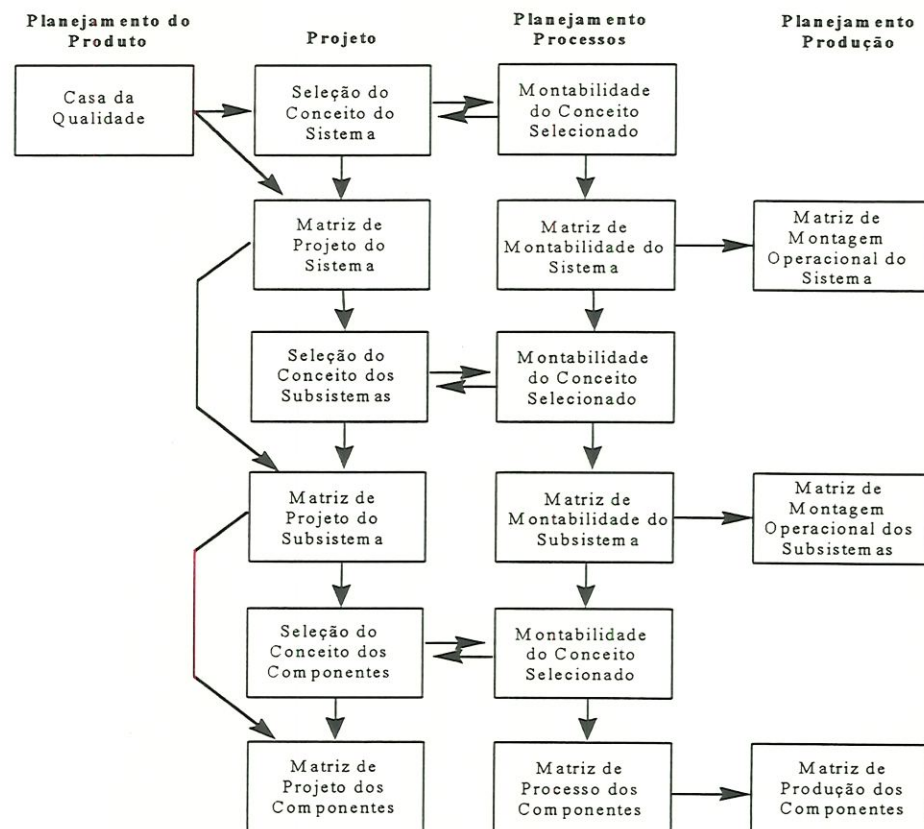 Planejamento do
Produto
Projeto
Planejamento
Processos
Planejamento
Produção
Casa da
Qualidade
Seleção do
Conceito do
Sistema
Montabilidade
do Conceito
Selecionado
Matriz de
Projeto do
Sistema
Matriz de
Montabilidade do
Sistema
Matriz de
Montagem
Operacional do
Sistema
Seleção do
Conceito dos
Subsistemas
Montabilidade
do Conceito
Selecionado
Matriz de
Projeto do
Subsistema
Matriz de
Montabilidade do
Subsistema
Matriz de
Montagem
Operacional dos
Subsistemas
Seleção do
Conceito dos
Componentes
Montabilidade
do Conceito
Selecionado
Matriz de
Projeto dos
Componentes
Matriz de
Processo dos
Componentes
Matriz de
Produção dos
Componentes